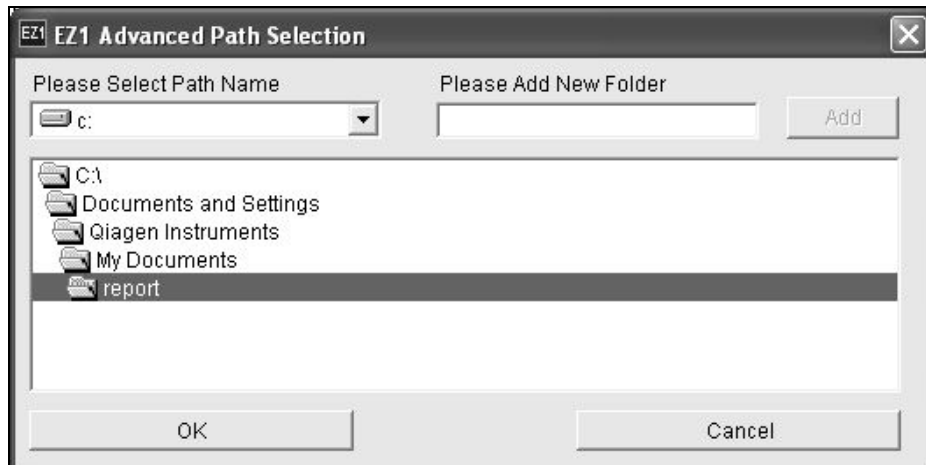 EZ1 EZ1 Advanced Path Selection
Please Select Path Name Please Add New Folder
c: Add
C:\
Documents and Settings
Qiagen Instruments
My Documents
report
OK Cancel